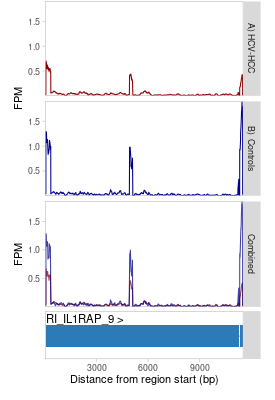 1.5
1.0
0.5
A) HCV-HCC
FPM
1.5
1.0
0.5
B) Controls
1.5
1.0
0.5
Combined
FPM
RI_IL1RAP_9 >
3000 6000 9000
Distance from region start (bp)